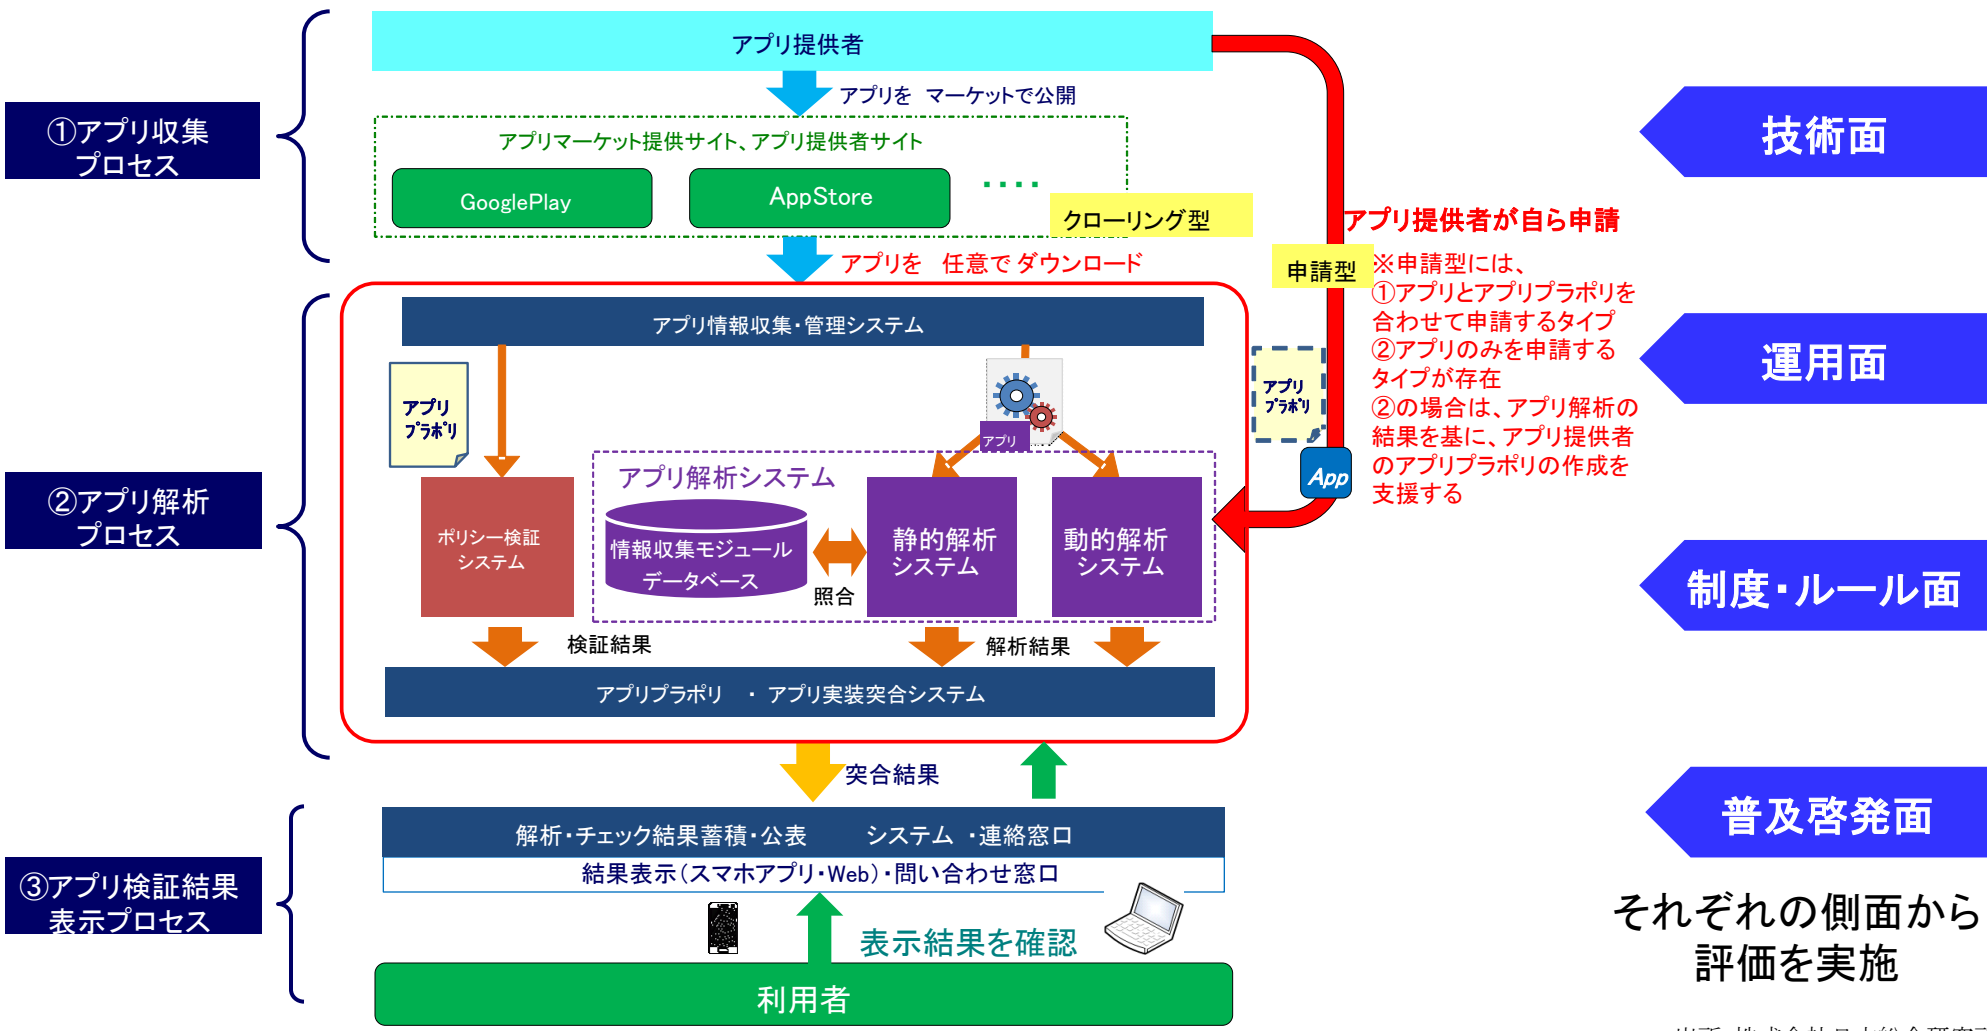 アプリ提供者
アプリを マーケットで公開
①アプリ収集
プロセス
アプリマーケット提供サイト、アプリ提供者サイト
GooglePlay
AppStore
‥‥
クローリング型
アプリを 任意でダウンロード
アプリ提供者が自ら申請
申請型
※申請型には、
①アプリとアプリプラポリを
合わせて申請するタイプ
②アプリのみを申請する
タイプが存在
②の場合は、アプリ解析の
結果を基に、アプリ提供者
のアプリプラポリの作成を
支援する
アプリ
プラポリ
App
②アプリ解析
プロセス
アプリ情報収集・管理システム
アプリ
プラポリ
アプリ
アプリ解析システム
ポリシー検証
システム
情報収集モジュール
データベース
照合
静的解析
システム
動的解析
システム
検証結果
解析結果
アプリプラポリ ・ アプリ実装突合システム
突合結果
③アプリ検証結果
表示プロセス
解析・チェック結果蓄積・公表 システム ・連絡窓口
結果表示(スマホアプリ・Web)・問い合わせ窓口
表示結果を確認
利用者
技術面
運用面
制度・ルール面
普及啓発面
それぞれの側面から
評価を実施